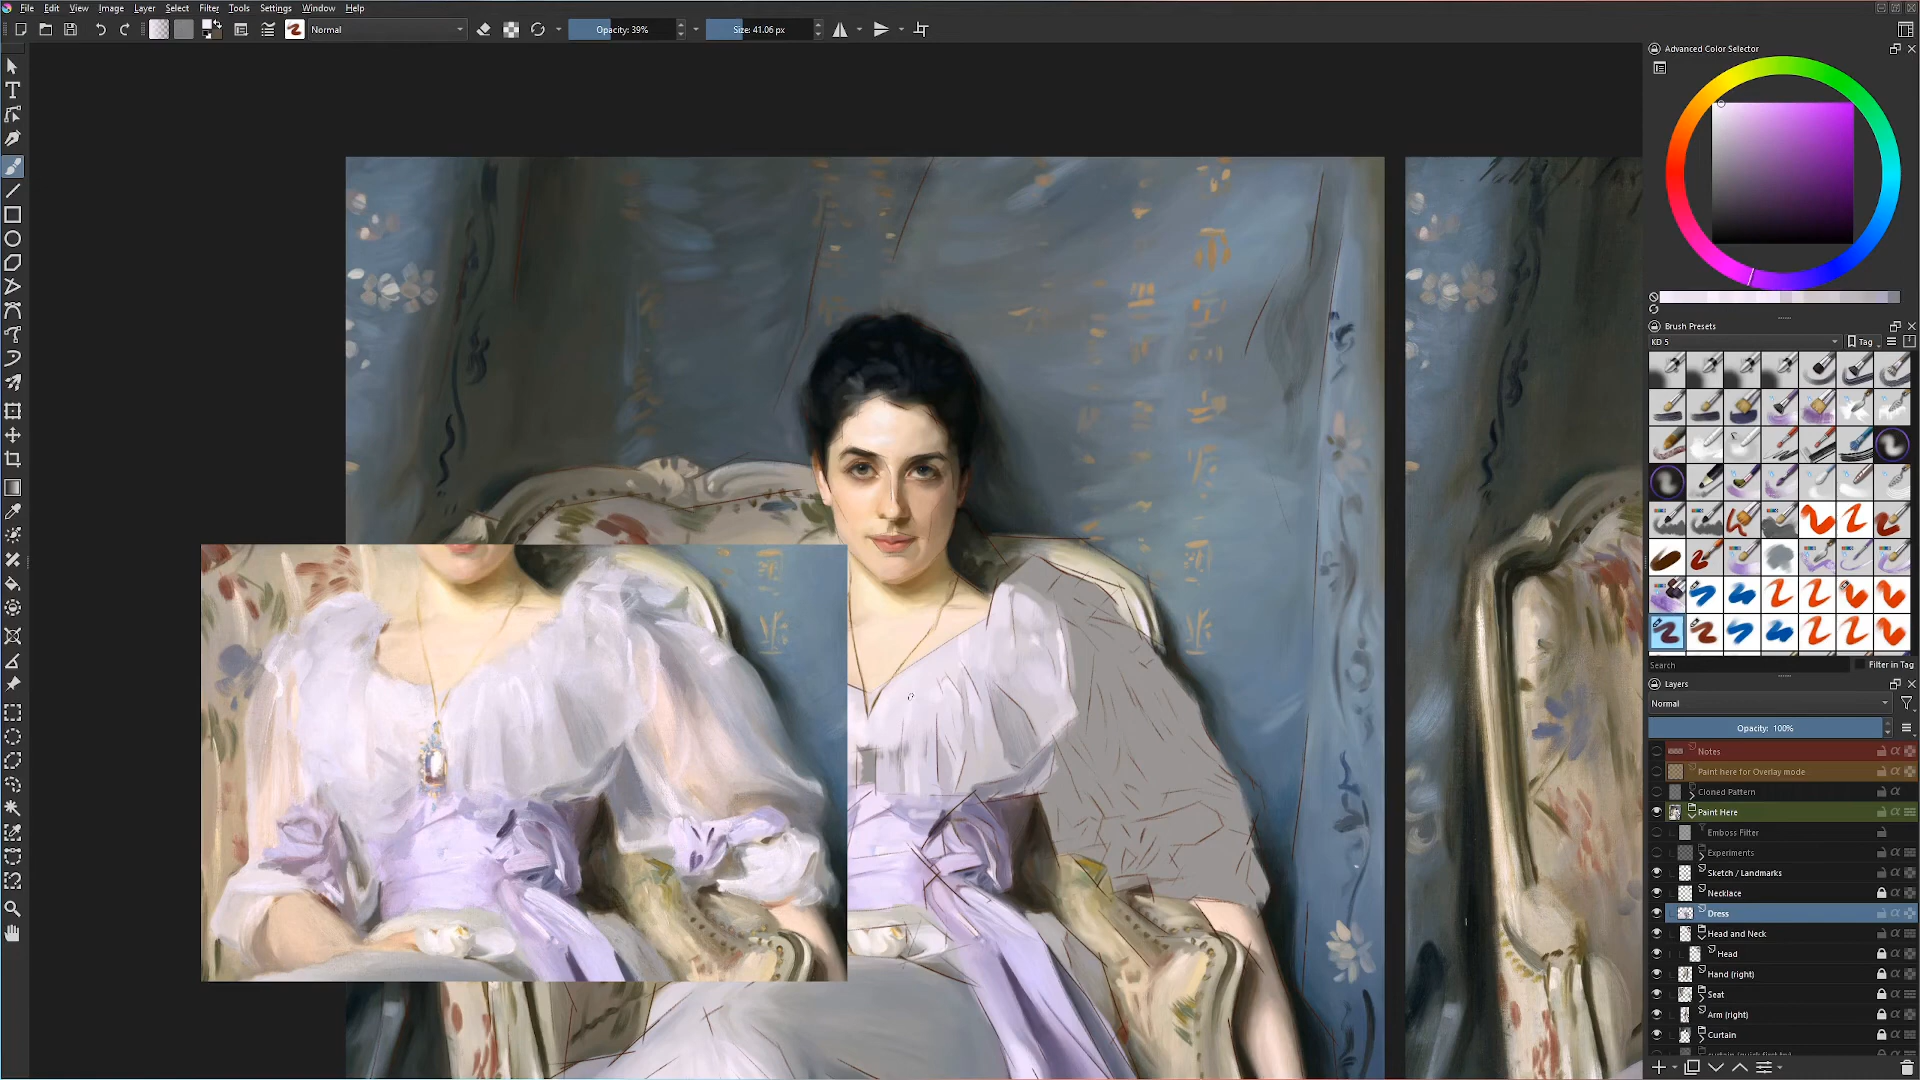 File Edit View Image Layer Select Filter Tools Settings Window Help
Normal
Opacity: 39%
Size: 41.06 px
Advanced Color Selector
Brush Presets
KD 5
Tag
Search
Filter in Tag
Layers
Normal
Opacity: 100%
Notes
Paint here for Overlay mode
Cloned Pattern
Paint Here
Emboss Filter
Experiments
Sketch / Landmarks
Necklace
Dress
Head and Neck
Head
Hand (right)
Seat
Arm (right)
Curtain